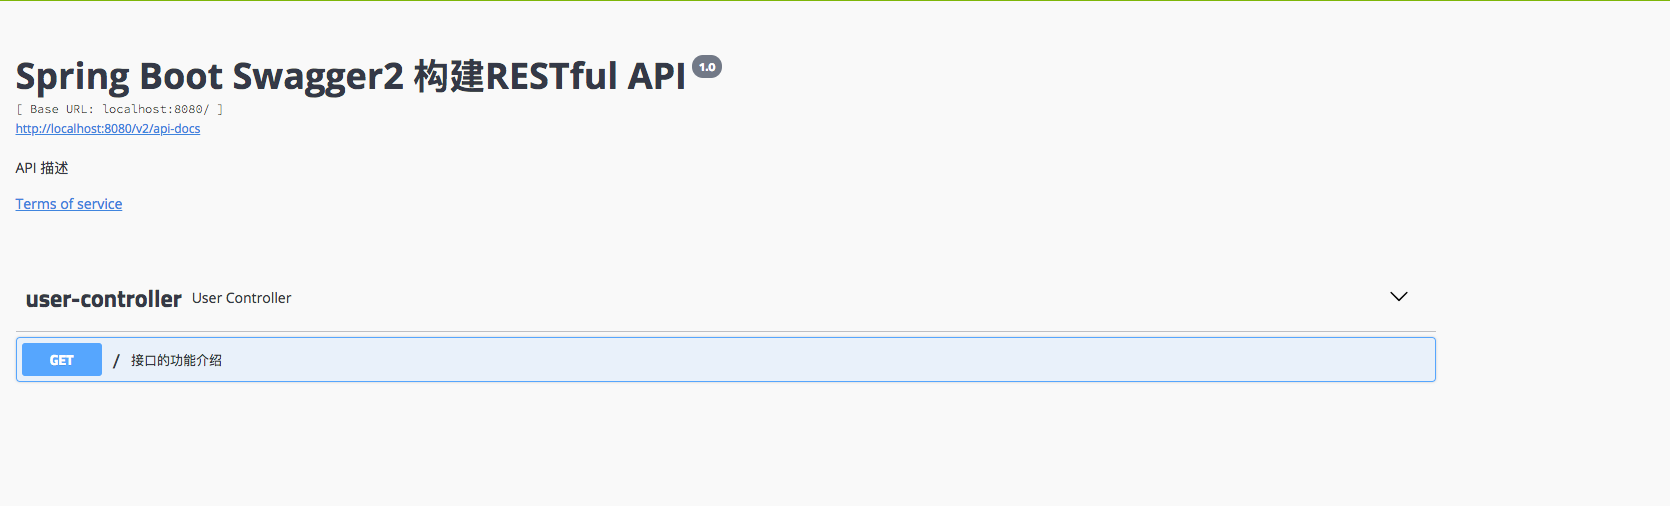 Spring Boot Swagger2 构建RESTful API 1.0
[ Base URL: localhost:8080/ ]
http://localhost:8080/v2/api-docs
API 描述
Terms of service
user-controller User Controller
GET / 接口的功能介绍